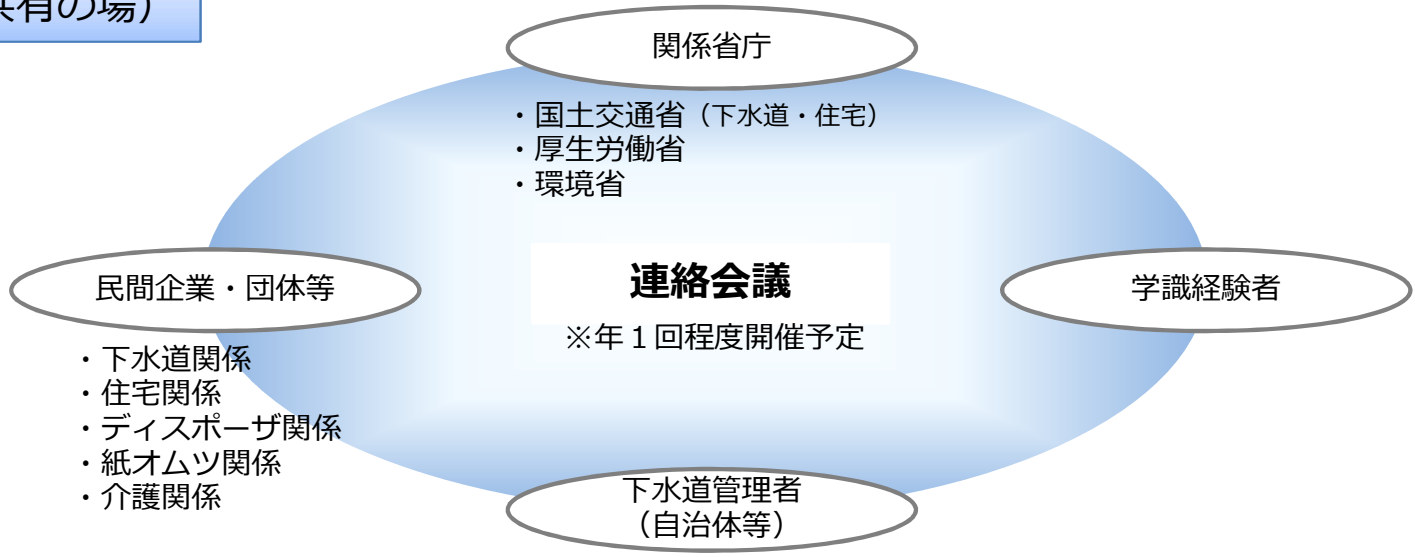 有の場）
関係省庁
・国土交通省（下水道・住宅）
・厚生労働省
・環境省
民間企業・団体等
連絡会議
※年１回程度開催予定
学識経験者
・下水道関係
・住宅関係
・ディスポーザ関係
・紙オムツ関係
・介護関係
下水道管理者
（自治体等）